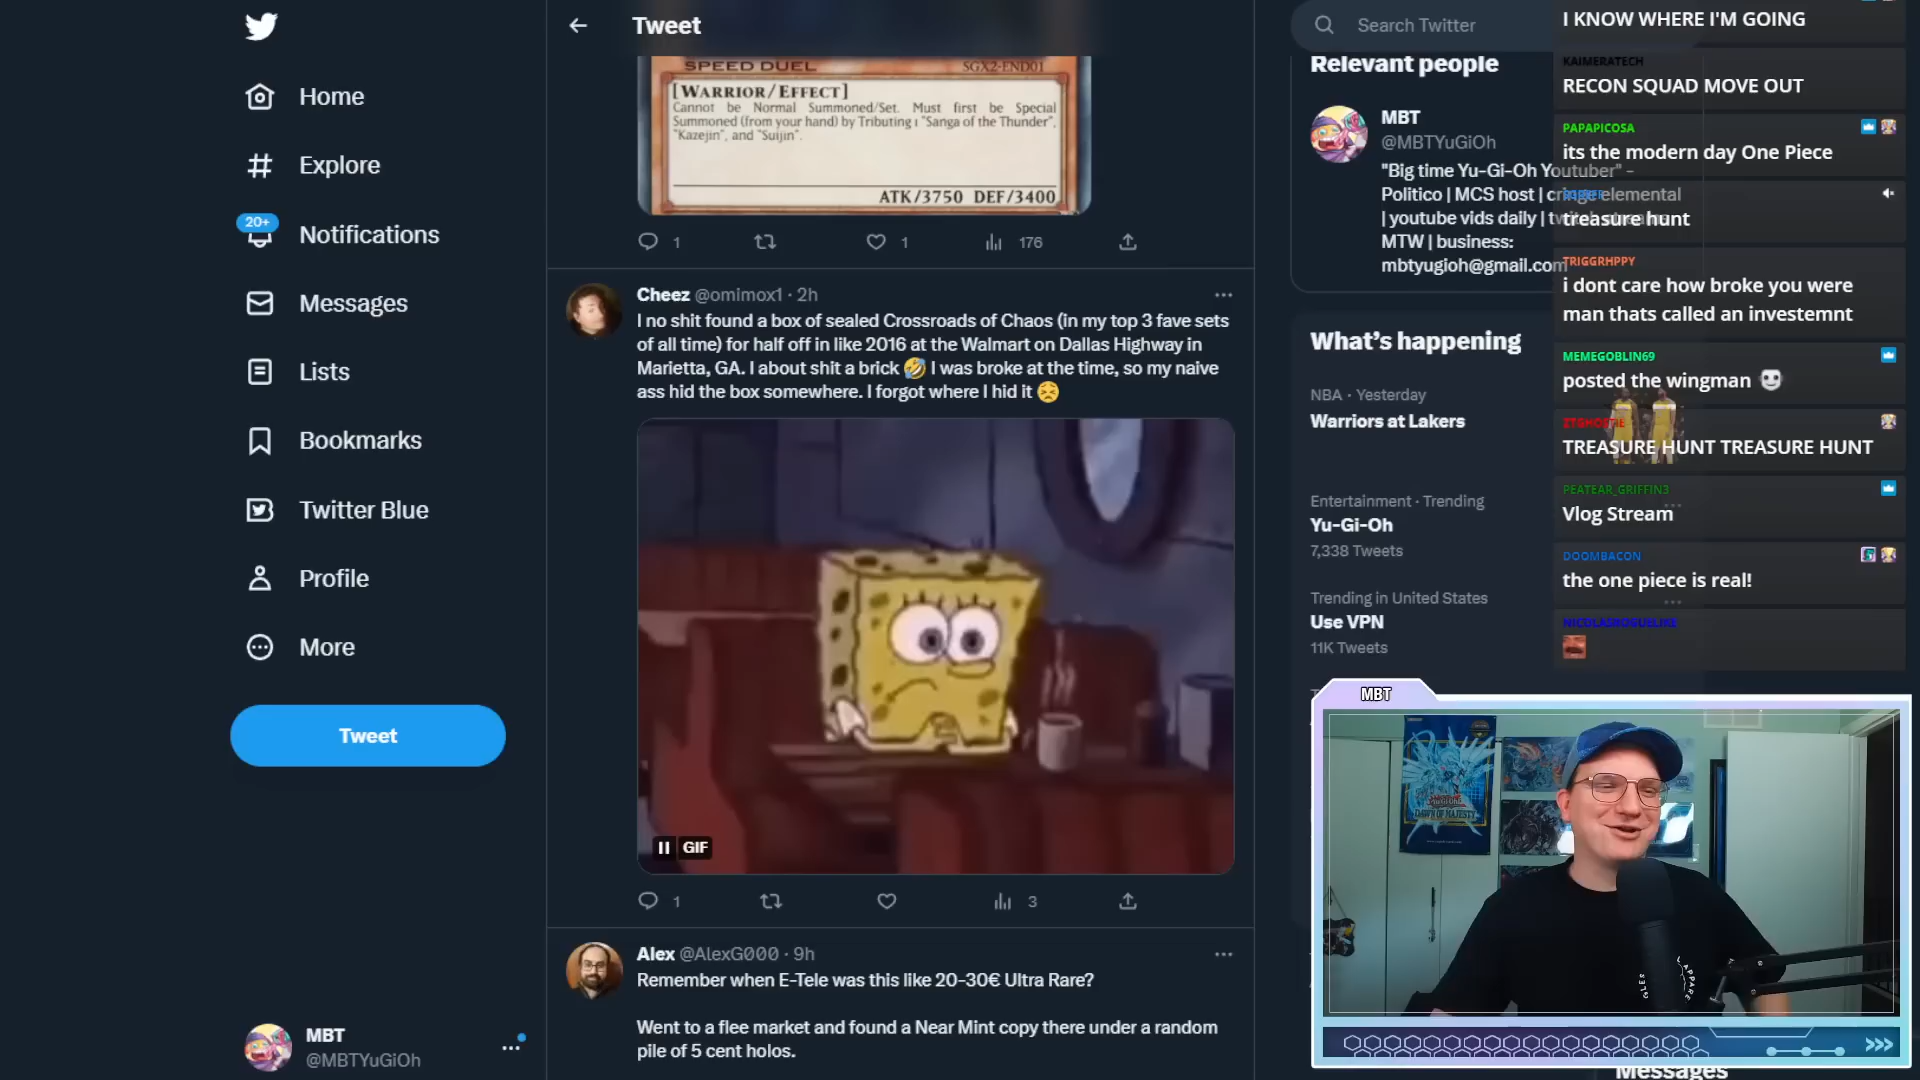 Home
Explore
20+
Notifications
Messages
Lists
Bookmarks
Twitter Blue
Profile
More
Tweet
MBT
@MBTYuGiOh
Tweet
SPEED DUEL SGX2-END01
[WARRIOR/EFFECT]
Cannot be Normal Summoned/Set. Must first be Special
Summoned (from your hand) by Tributing 1 "Sanga of the Thunder",
"Kazejin", and "Suijin".
ATK/3750 DEF/3400
1 1 176
Cheez @omimox1 · 2h
I no shit found a box of sealed Crossroads of Chaos (in my top 3 fave sets
of all time) for half off in like 2016 at the Walmart on Dallas Highway in
Marietta, GA. I about shit a brick 🤣 I was broke at the time, so my naive
ass hid the box somewhere. I forgot where I hid it 😣
GIF
1 3
Alex @AlexG000 · 9h
Remember when E-Tele was this like 20-30€ Ultra Rare?
Went to a flee market and found a Near Mint copy there under a random
pile of 5 cent holos.
Search Twitter
Relevant people
MBT
@MBTYuGiOh
"Big time Yu-Gi-Oh Youtuber" -
Politico | MCS host | cringe elemental
| youtube vids daily |
MTW | business:
mbtyugioh@gmail.com
What's happening
NBA · Yesterday
Warriors at Lakers
Entertainment · Trending
Yu-Gi-Oh
7,338 Tweets
Trending in United States
Use VPN
11K Tweets
I KNOW WHERE I'M GOING
KAIMERATECH
RECON SQUAD MOVE OUT
PAPAPICOSA
its the modern day One Piece
treasure hunt
TRIGGRHPPY
i dont care how broke you were
man thats called an investemnt
MEMEGOBLIN69
posted the wingman
TREASURE HUNT TREASURE HUNT
PEATEAR_GRIFFIN3
Vlog Stream
DOOMBACON
the one piece is real!
NICOLASROGUELIKE
MBT
DAWN OF MAJESTY
Messages